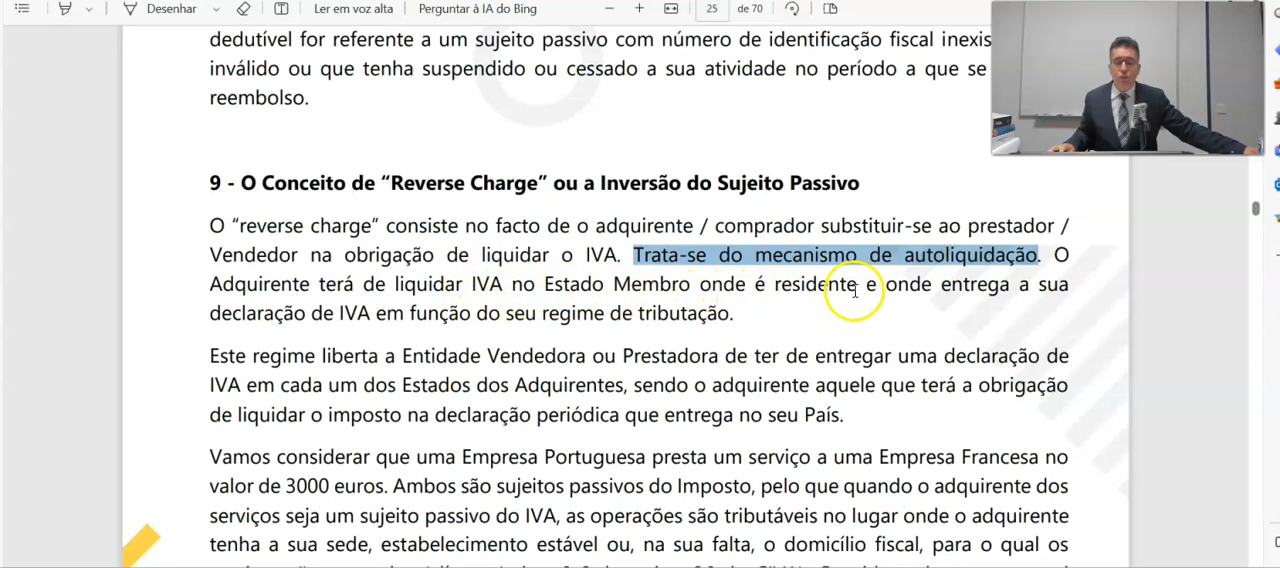 Desenhar
Ler em voz alta
Perguntar à IA do Bing
25
de 70
dedutível for referente a um sujeito passivo com número de identificação fiscal
inválido ou que tenha suspendido ou cessado a sua atividade no período a que se
reembolso.
9 - O Conceito de “Reverse Charge” ou a Inversão do Sujeito Passivo
O “reverse charge” consiste no facto de o adquirente / comprador substituir-se ao prestador /
Vendedor na obrigação de liquidar o IVA. Trata-se do mecanismo de autoliquidação. O
Adquirente terá de liquidar IVA no Estado Membro onde é residente e onde entrega a sua
declaração de IVA em função do seu regime de tributação.
Este regime liberta a Entidade Vendedora ou Prestadora de ter de entregar uma declaração de
IVA em cada um dos Estados dos Adquirentes, sendo o adquirente aquele que terá a obrigação
de liquidar o imposto na declaração periódica que entrega no seu País.
Vamos considerar que uma Empresa Portuguesa presta um serviço a uma Empresa Francesa no
valor de 3000 euros. Ambos são sujeitos passivos do Imposto, pelo que quando o adquirente dos
serviços seja um sujeito passivo do IVA, as operações são tributáveis no lugar onde o adquirente
tenha a sua sede, estabelecimento estável ou, na sua falta, o domicílio fiscal, para o qual os